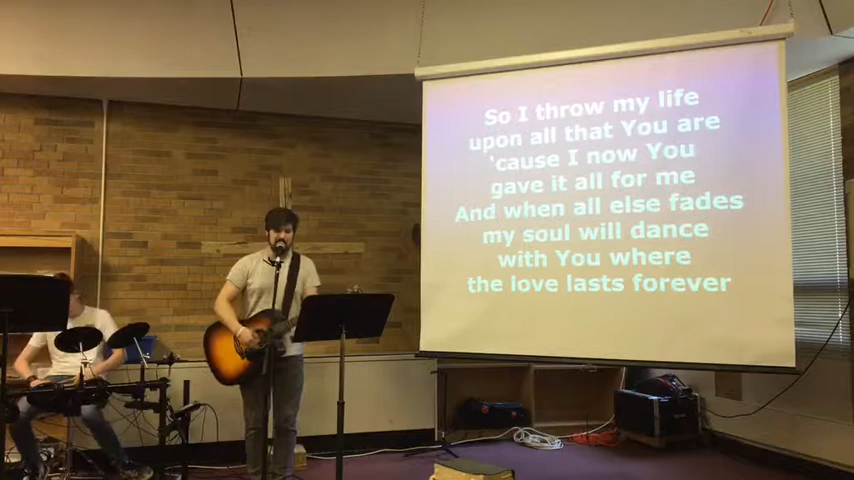 So I throw my life
upon all that You are
'cause I now You
gave it all for me
And when all else fades
my soul will dance
with You where
the love lasts forever